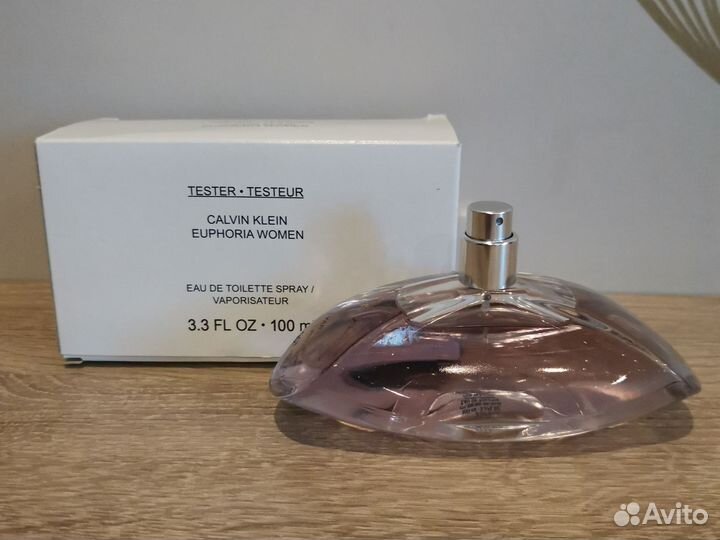 TESTER • TESTEUR
CALVIN KLEIN
EUPHORIA WOMEN
EAU DE TOILETTE SPRAY /
VAPORISATEUR
3.3 FL OZ • 100 m
Avito